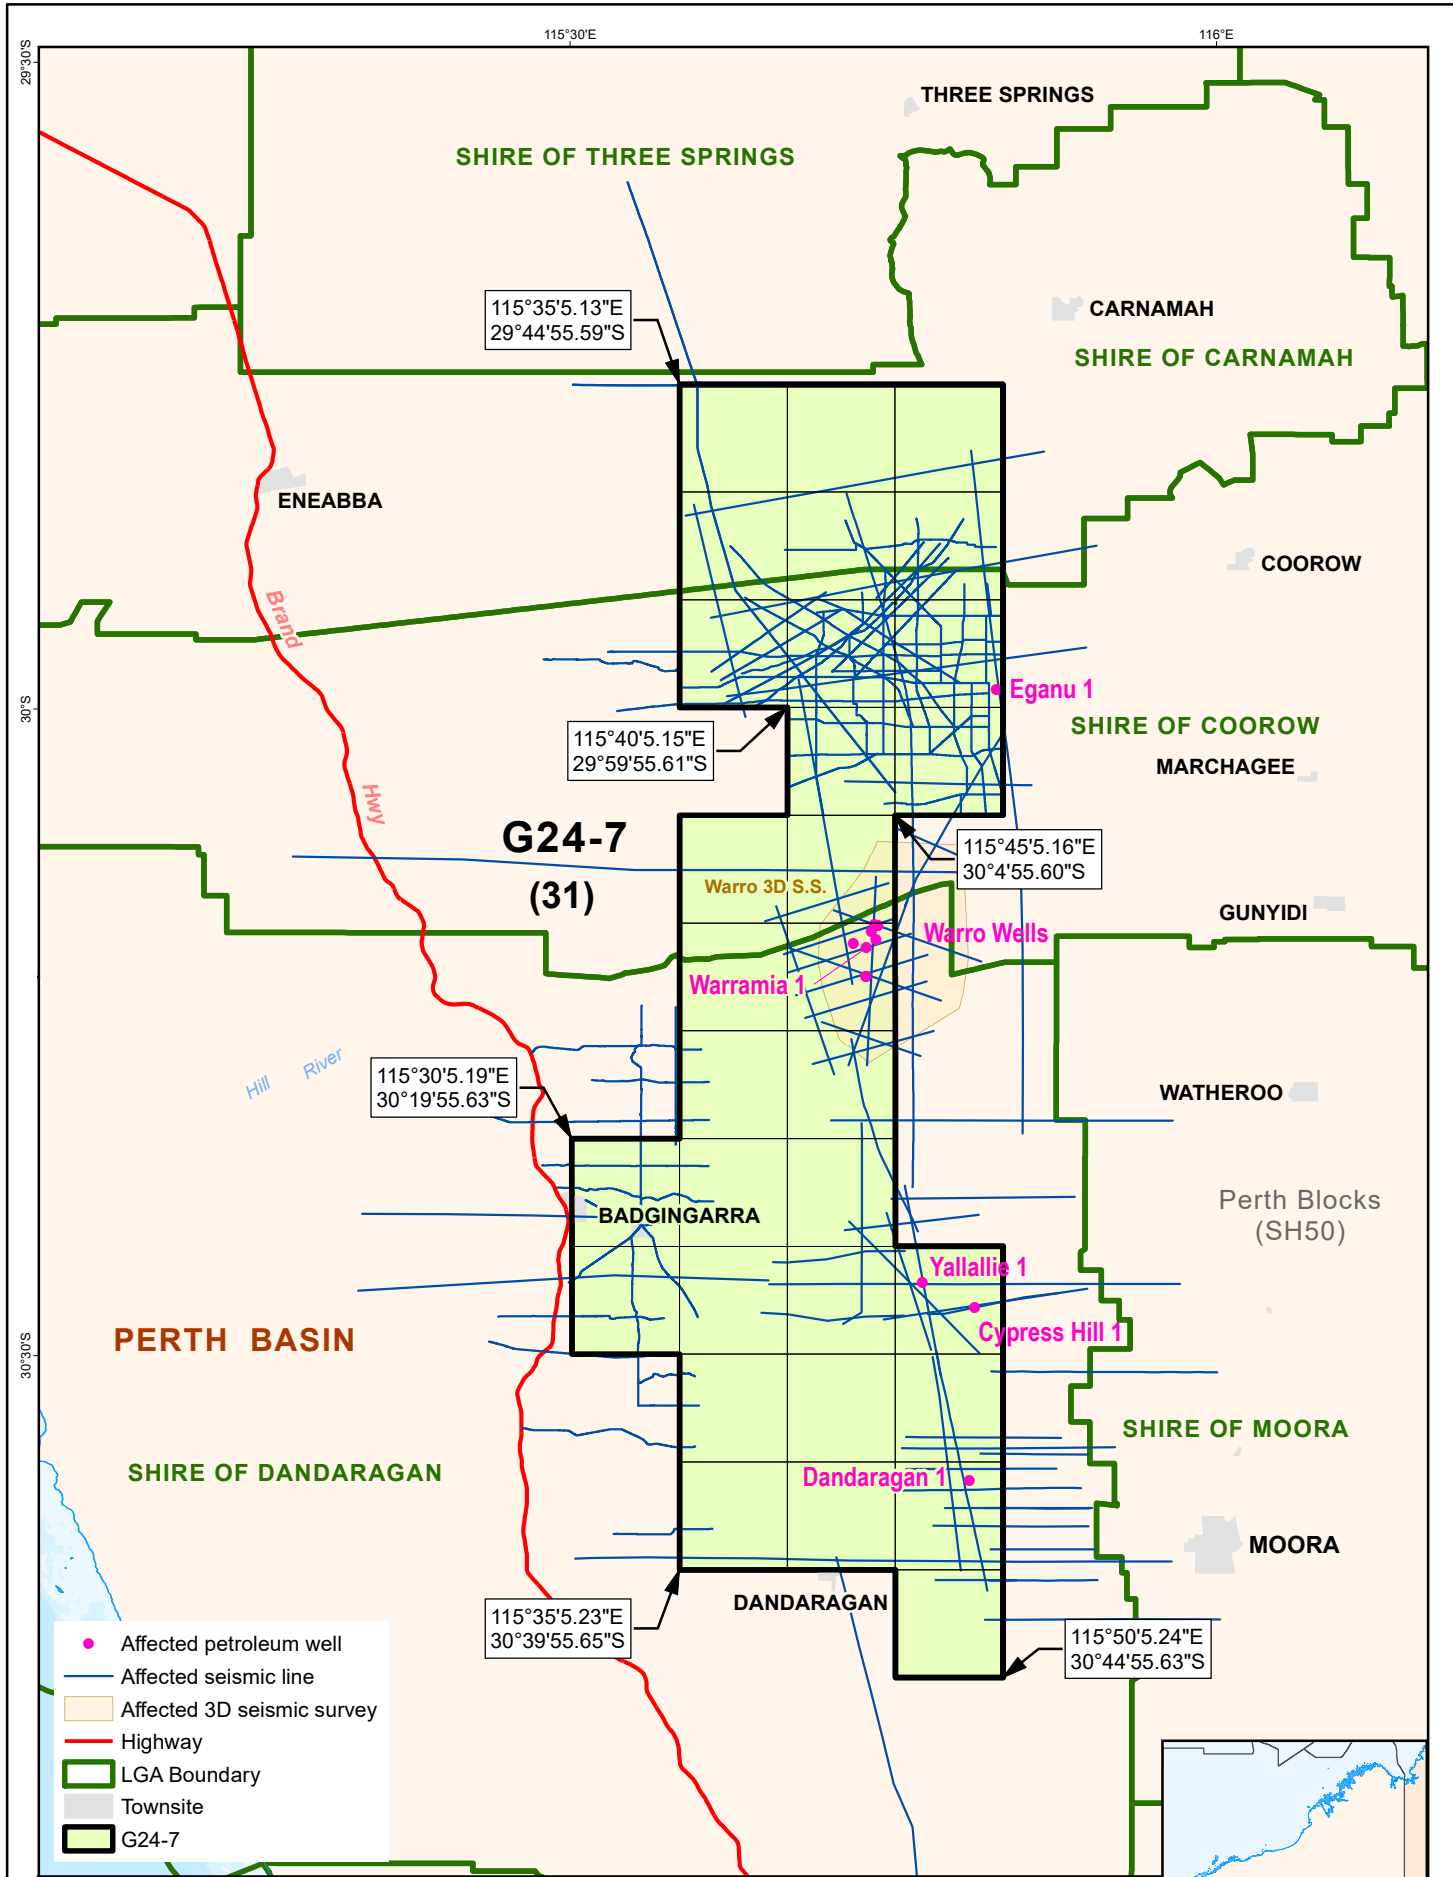 115°30'E
116°E
29°30'S
THREE SPRINGS
SHIRE OF THREE SPRINGS
115°35'5.13"E
29°44'55.59"S
CARNAMAH
SHIRE OF CARNAMAH
ENEABBA
COOROW
Brand
Eganu 1
30°S
SHIRE OF COOROW
115°40'5.15"E
29°59'55.61"S
MARCHAGEE
Hwy
G24-7
(31)
115°45'5.16"E
30°4'55.60"S
Warro 3D S.S.
GUNYIDI
Warro Wells
Warramia 1
Hill River
115°30'5.19"E
30°19'55.63"S
WATHEROO
Perth Blocks
(SH50)
BADGINGARRA
Yallallie 1
PERTH BASIN
Cypress Hill 1
30°30'S
SHIRE OF MOORA
SHIRE OF DANDARAGAN
Dandaragan 1
MOORA
DANDARAGAN
115°35'5.23"E
30°39'55.65"S
115°50'5.24"E
30°44'55.63"S
Affected petroleum well
Affected seismic line
Affected 3D seismic survey
Highway
LGA Boundary
Townsite
G24-7